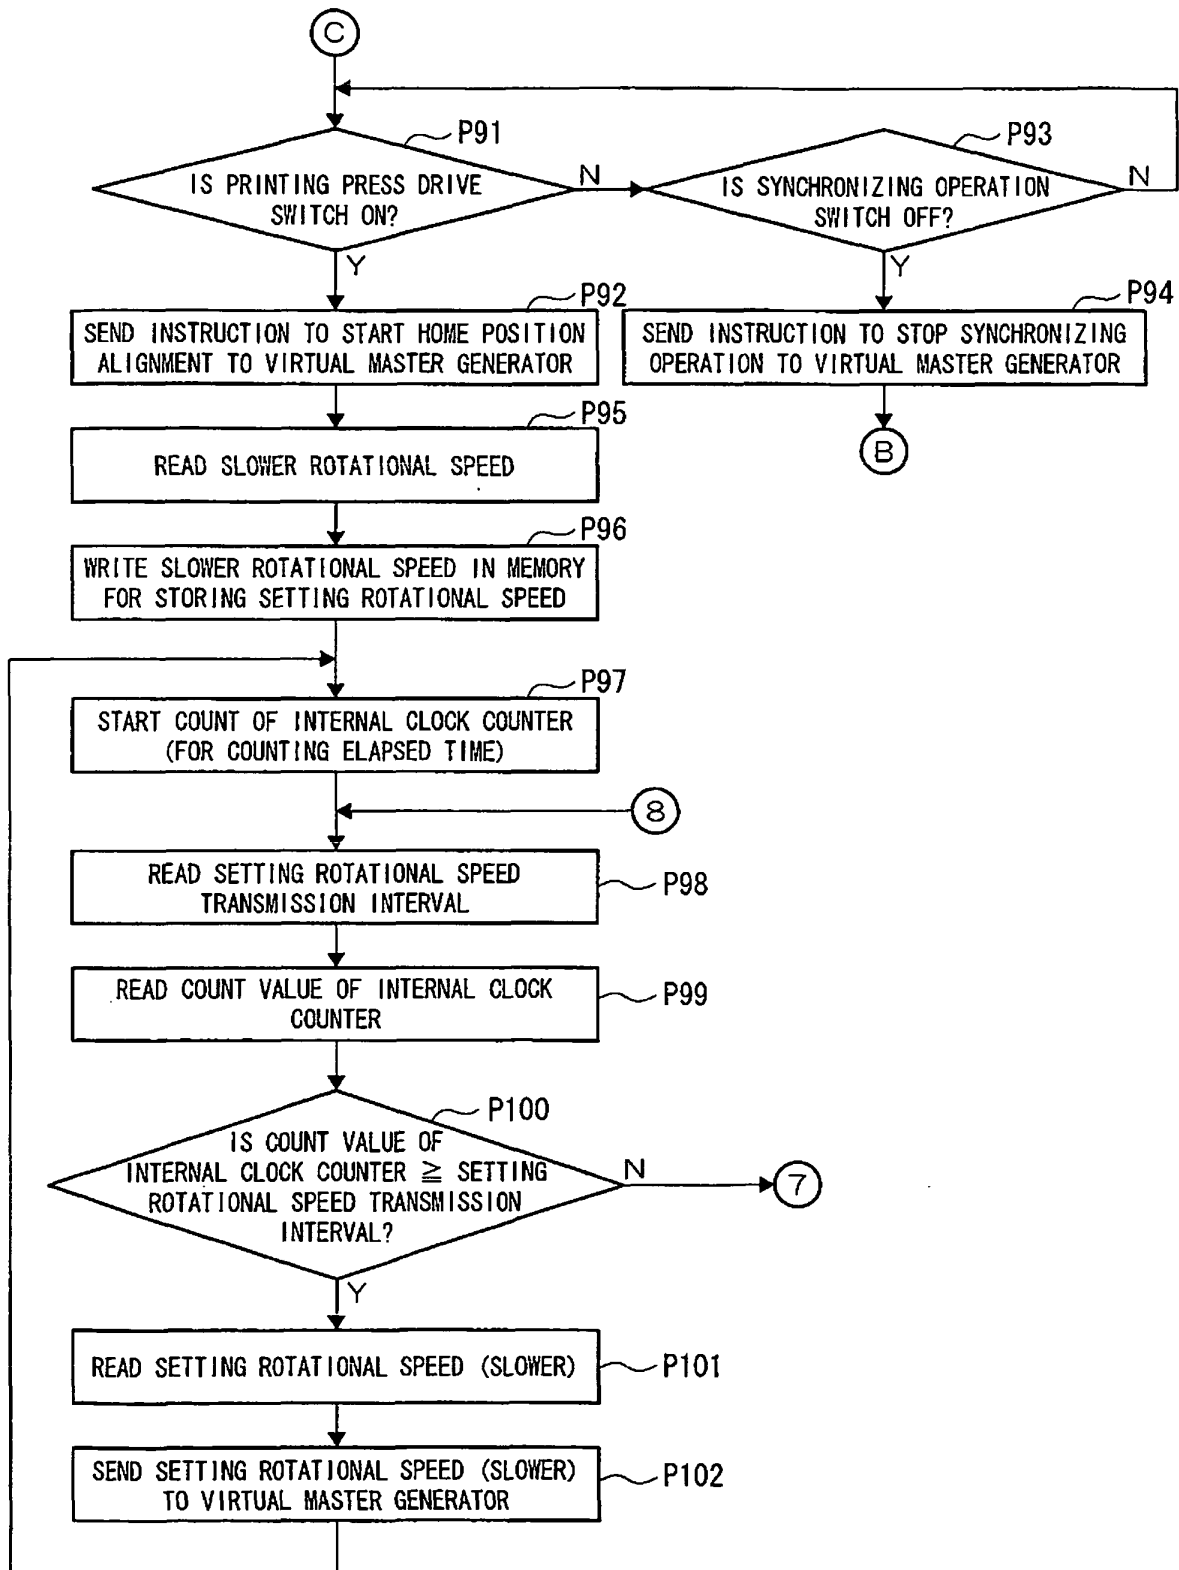 C
P91
IS PRINTING PRESS DRIVE
SWITCH ON?
N
Y
P93
IS SYNCHRONIZING OPERATION
SWITCH OFF?
N
Y
P92
SEND INSTRUCTION TO START HOME POSITION
ALIGNMENT TO VIRTUAL MASTER GENERATOR
P94
SEND INSTRUCTION TO STOP SYNCHRONIZING
OPERATION TO VIRTUAL MASTER GENERATOR
B
P95
READ SLOWER ROTATIONAL SPEED
P96
WRITE SLOWER ROTATIONAL SPEED IN MEMORY
FOR STORING SETTING ROTATIONAL SPEED
P97
START COUNT OF INTERNAL CLOCK COUNTER
(FOR COUNTING ELAPSED TIME)
8
READ SETTING ROTATIONAL SPEED
TRANSMISSION INTERVAL
P98
READ COUNT VALUE OF INTERNAL CLOCK
COUNTER
P99
P100
IS COUNT VALUE OF
INTERNAL CLOCK COUNTER ≧ SETTING
ROTATIONAL SPEED TRANSMISSION
INTERVAL?
N
7
Y
READ SETTING ROTATIONAL SPEED (SLOWER)
P101
SEND SETTING ROTATIONAL SPEED (SLOWER)
TO VIRTUAL MASTER GENERATOR
P102